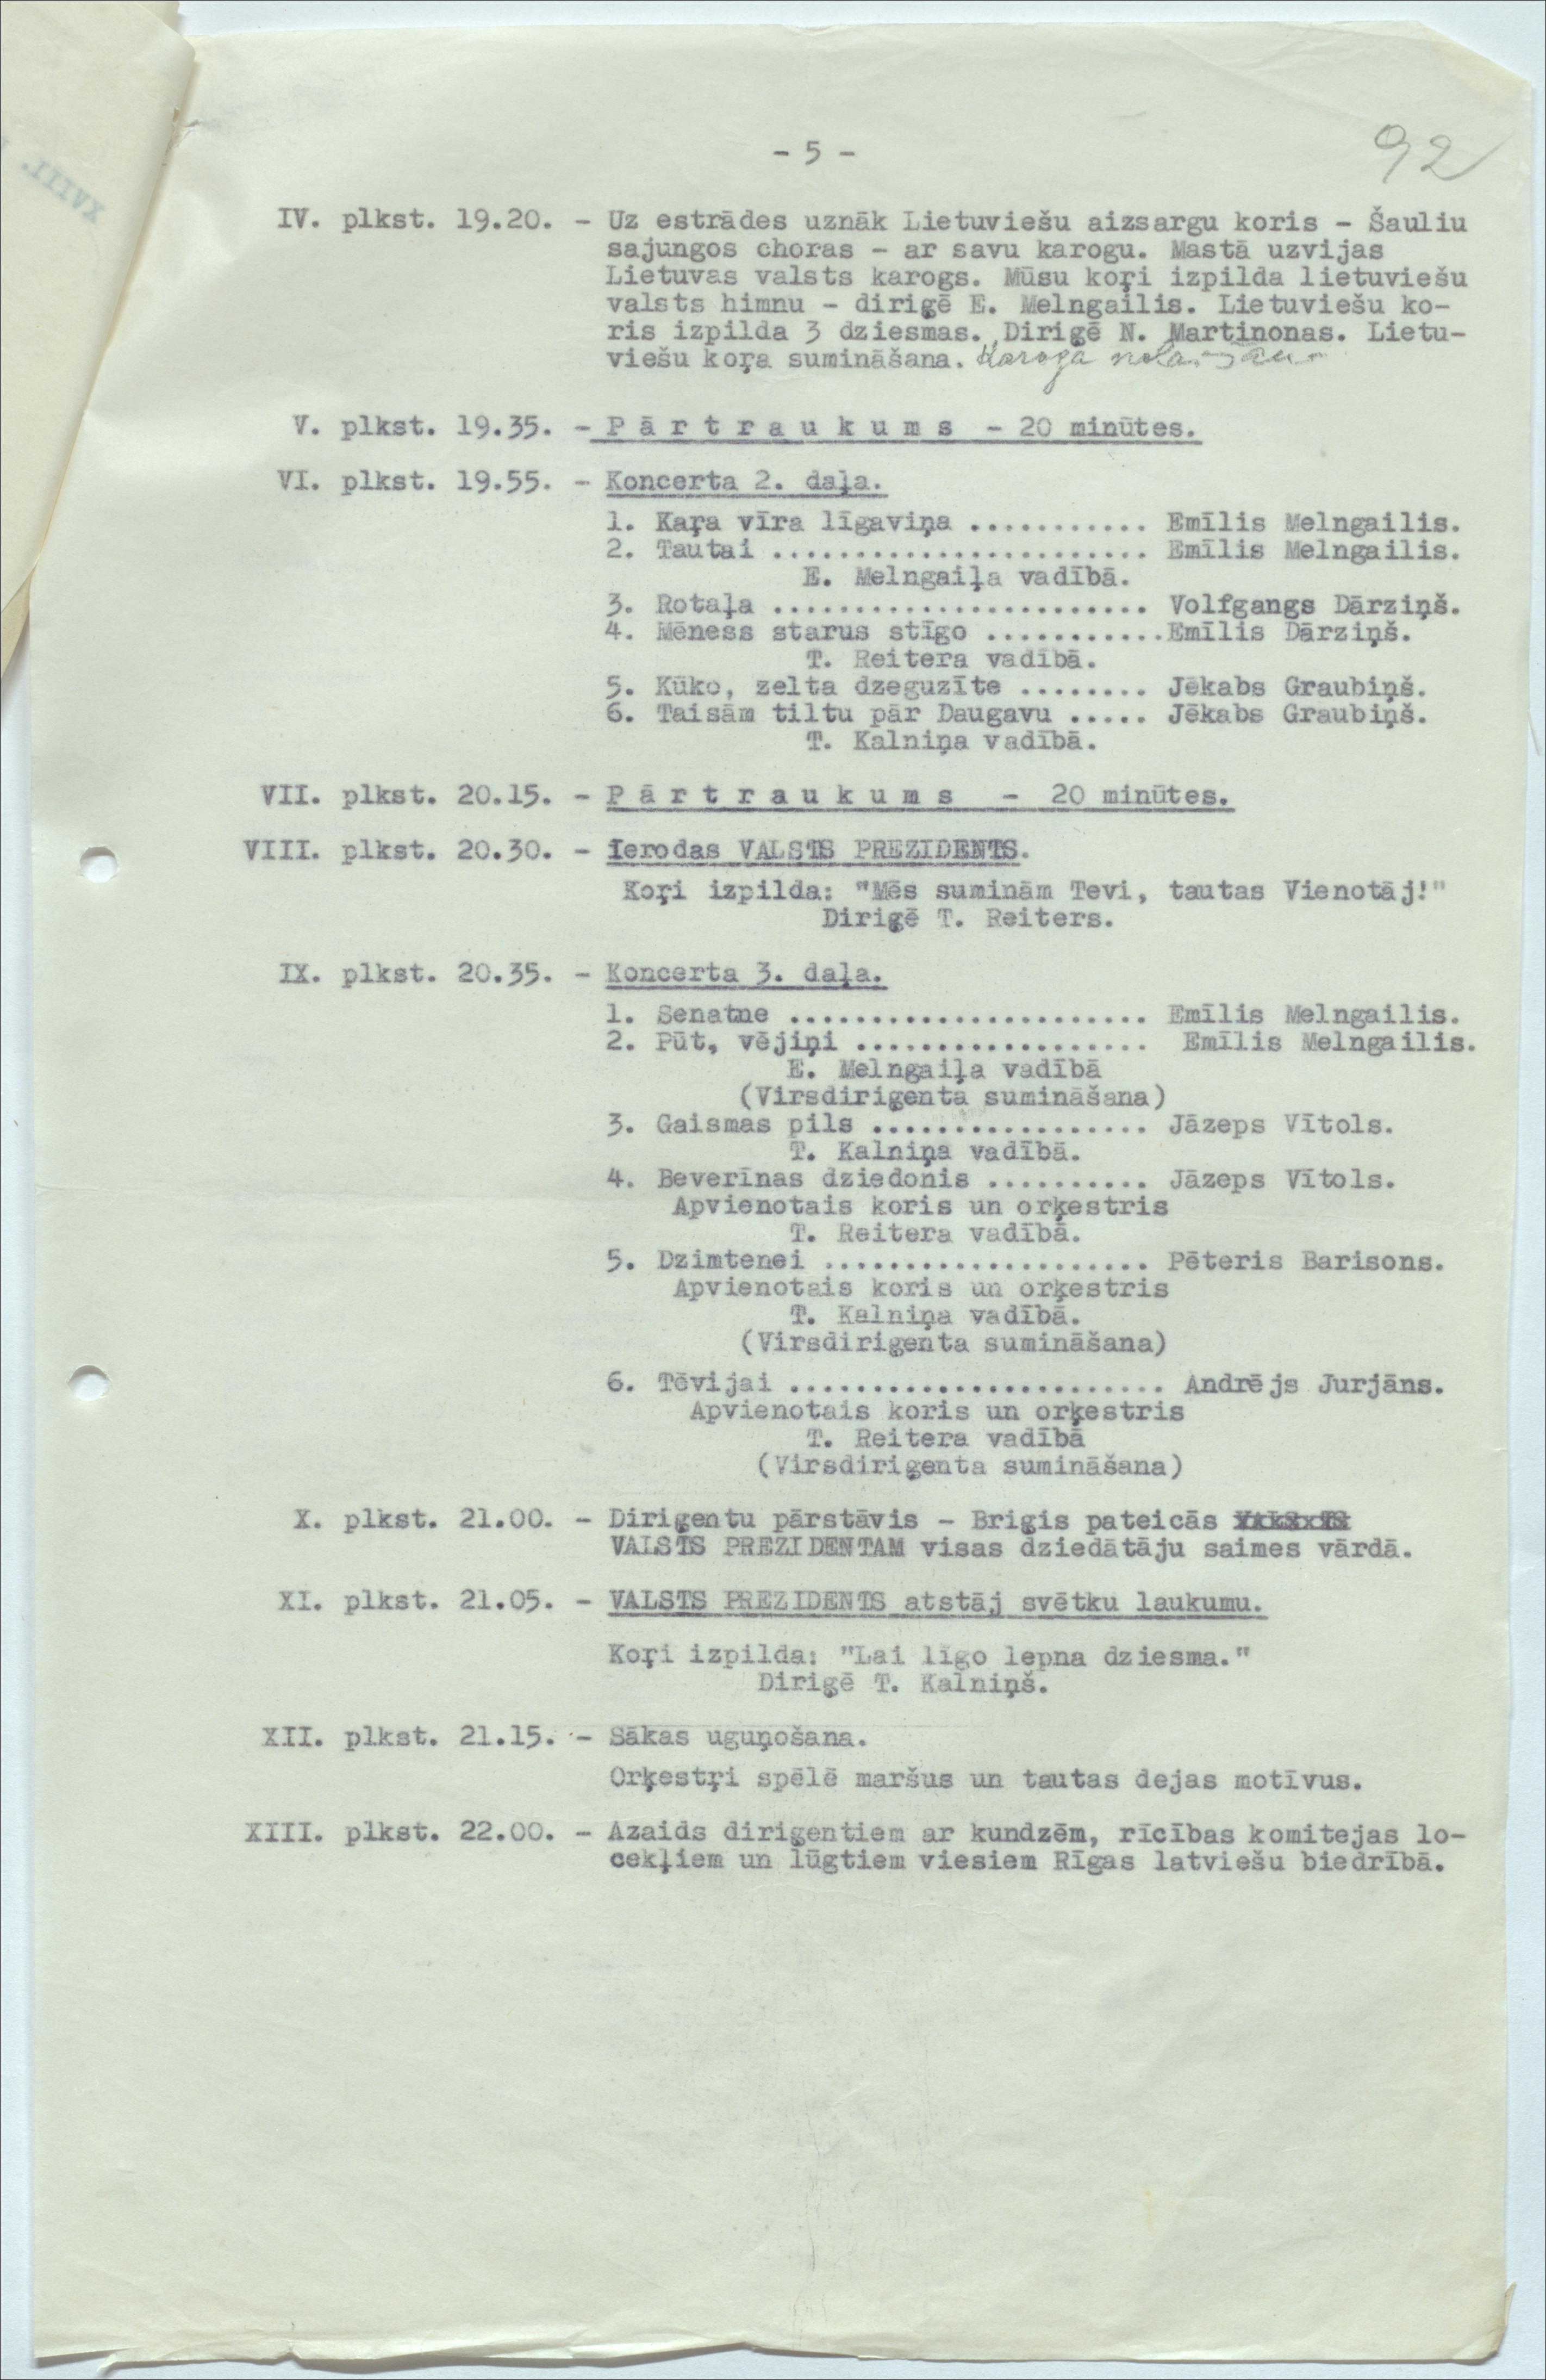 - 5 -
92
IV. plkst. 19.20. - Uz estrādes uznāk Lietuviešu aizsargu koris - Šauliu
sajungos choras - ar savu karogu. Mastā uzvijas
Lietuvas valsts karogs. Mūsu koŗi izpilda lietuviešu
valsts himnu - diriģē E. Melngailis. Lietuviešu ko-
ris izpilda 3 dziesmas. Diriģē N. Martinonas. Lietu-
viešu koŗa sumināšana. Karoga
V. plkst. 19.35. - P ā r t r a u k u m s - 20 minūtes.
VI. plkst. 19.55. - Koncerta 2. daļa.
1. Kaŗa vīra līgaviņa ........... Emīlis Melngailis.
2. Tautai ....................... Emīlis Melngailis.
E. Melngaiļa vadībā.
3. Rotaļa ....................... Volfgangs Dārziņš.
4. Mēness starus stīgo ...........Emīlis Dārziņš.
T. Reitera vadībā.
5. Kūko, zelta dzeguzīte ........ Jēkabs Graubiņš.
6. Taisām tiltu pār Daugavu ..... Jēkabs Graubiņš.
T. Kalniņa vadībā.
VII. plkst. 20.15. - P ā r t r a u k u m s - 20 minūtes.
VIII. plkst. 20.30. - Ierodas VALSTS PREZIDENTS.
Koŗi izpilda: "Mēs suminām Tevi, tautas Vienotāj!"
Diriģē T. Reiters.
IX. plkst. 20.35. - Koncerta 3. daļa.
1. Senatne ...................... Emīlis Melngailis.
2. Pūt, vējiņi .................. Emīlis Melngailis.
E. Melngaiļa vadībā
(Virsdiriģenta sumināšana)
3. Gaismas pils ................. Jāzeps Vītols.
T. Kalniņa vadībā.
4. Beverīnas dziedonis .......... Jāzeps Vītols.
Apvienotais koris un orķestris
T. Reitera vadībā.
5. Dzimtenei .................... Pēteris Barisons.
Apvienotais koris un orķestris
T. Kalniņa vadībā.
(Virsdiriģenta sumināšana)
6. Tēvijai ....................... Andrējs Jurjāns.
Apvienotais koris un orķestris
T. Reitera vadībā
(Virsdiriģenta sumināšana)
X. plkst. 21.00. - Diriģentu pārstāvis - Briģis pateicās
VALSTS PREZIDENTAM visas dziedātāju saimes vārdā.
XI. plkst. 21.05. - VALSTS PREZIDENTS atstāj svētku laukumu.
Koŗi izpilda: "Lai līgo lepna dziesma."
Diriģē T. Kalniņš.
XII. plkst. 21.15. - Sākas uguņošana.
Orķestŗi spēlē maršus un tautas dejas motīvus.
XIII. plkst. 22.00. - Azaids diriģentiem ar kundzēm, rīcības komitejas lo-
cekļiem un lūgtiem viesiem Rīgas latviešu biedrībā.
XVIII.